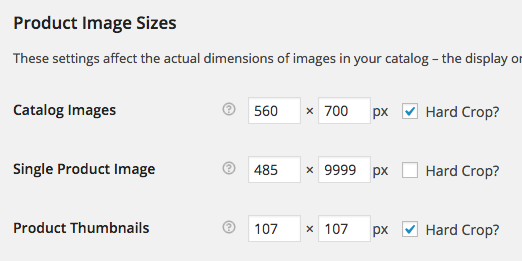 Product Image Sizes
These settings affect the actual dimensions of images in your catalog – the display
Catalog Images ? 560 × 700 px Hard Crop?
Single Product Image ? 485 × 9999 px Hard Crop?
Product Thumbnails ? 107 × 107 px Hard Crop?